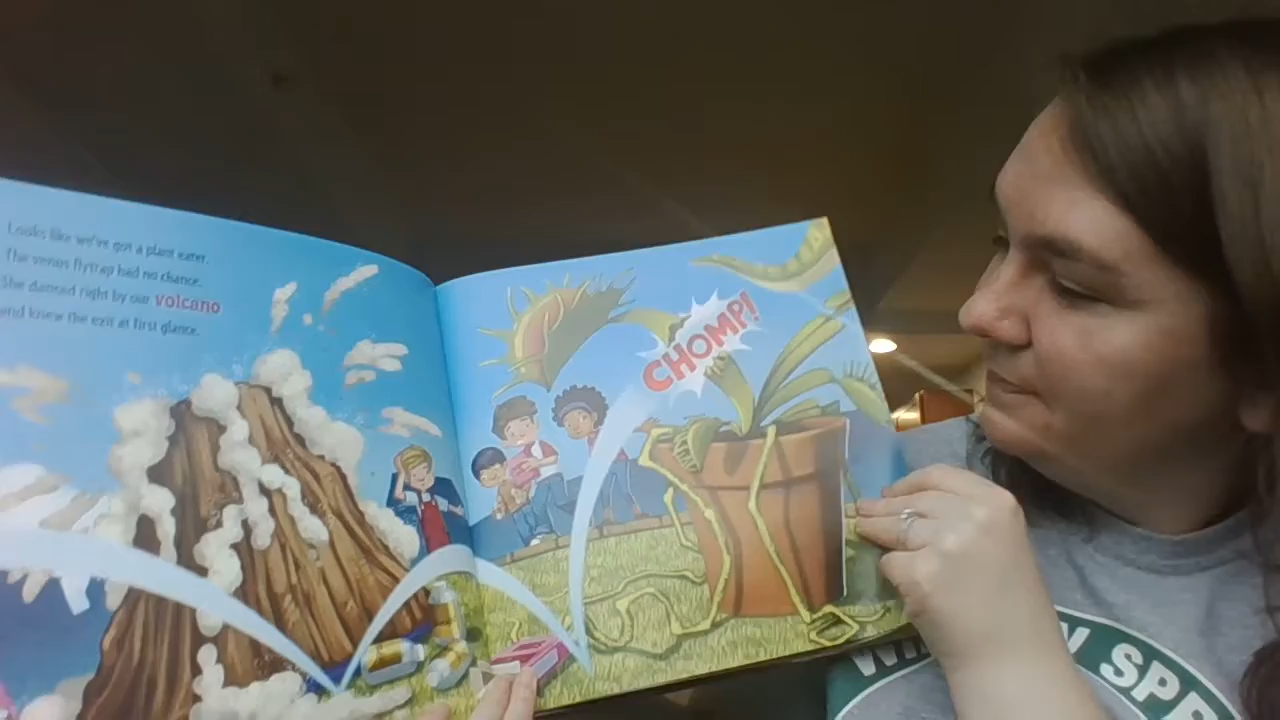 Looks like we've got a plant eater.
The venus flytrap had no chance.
She danced right by our volcano
and knew the exit at first glance.
CHOMP!
SPR